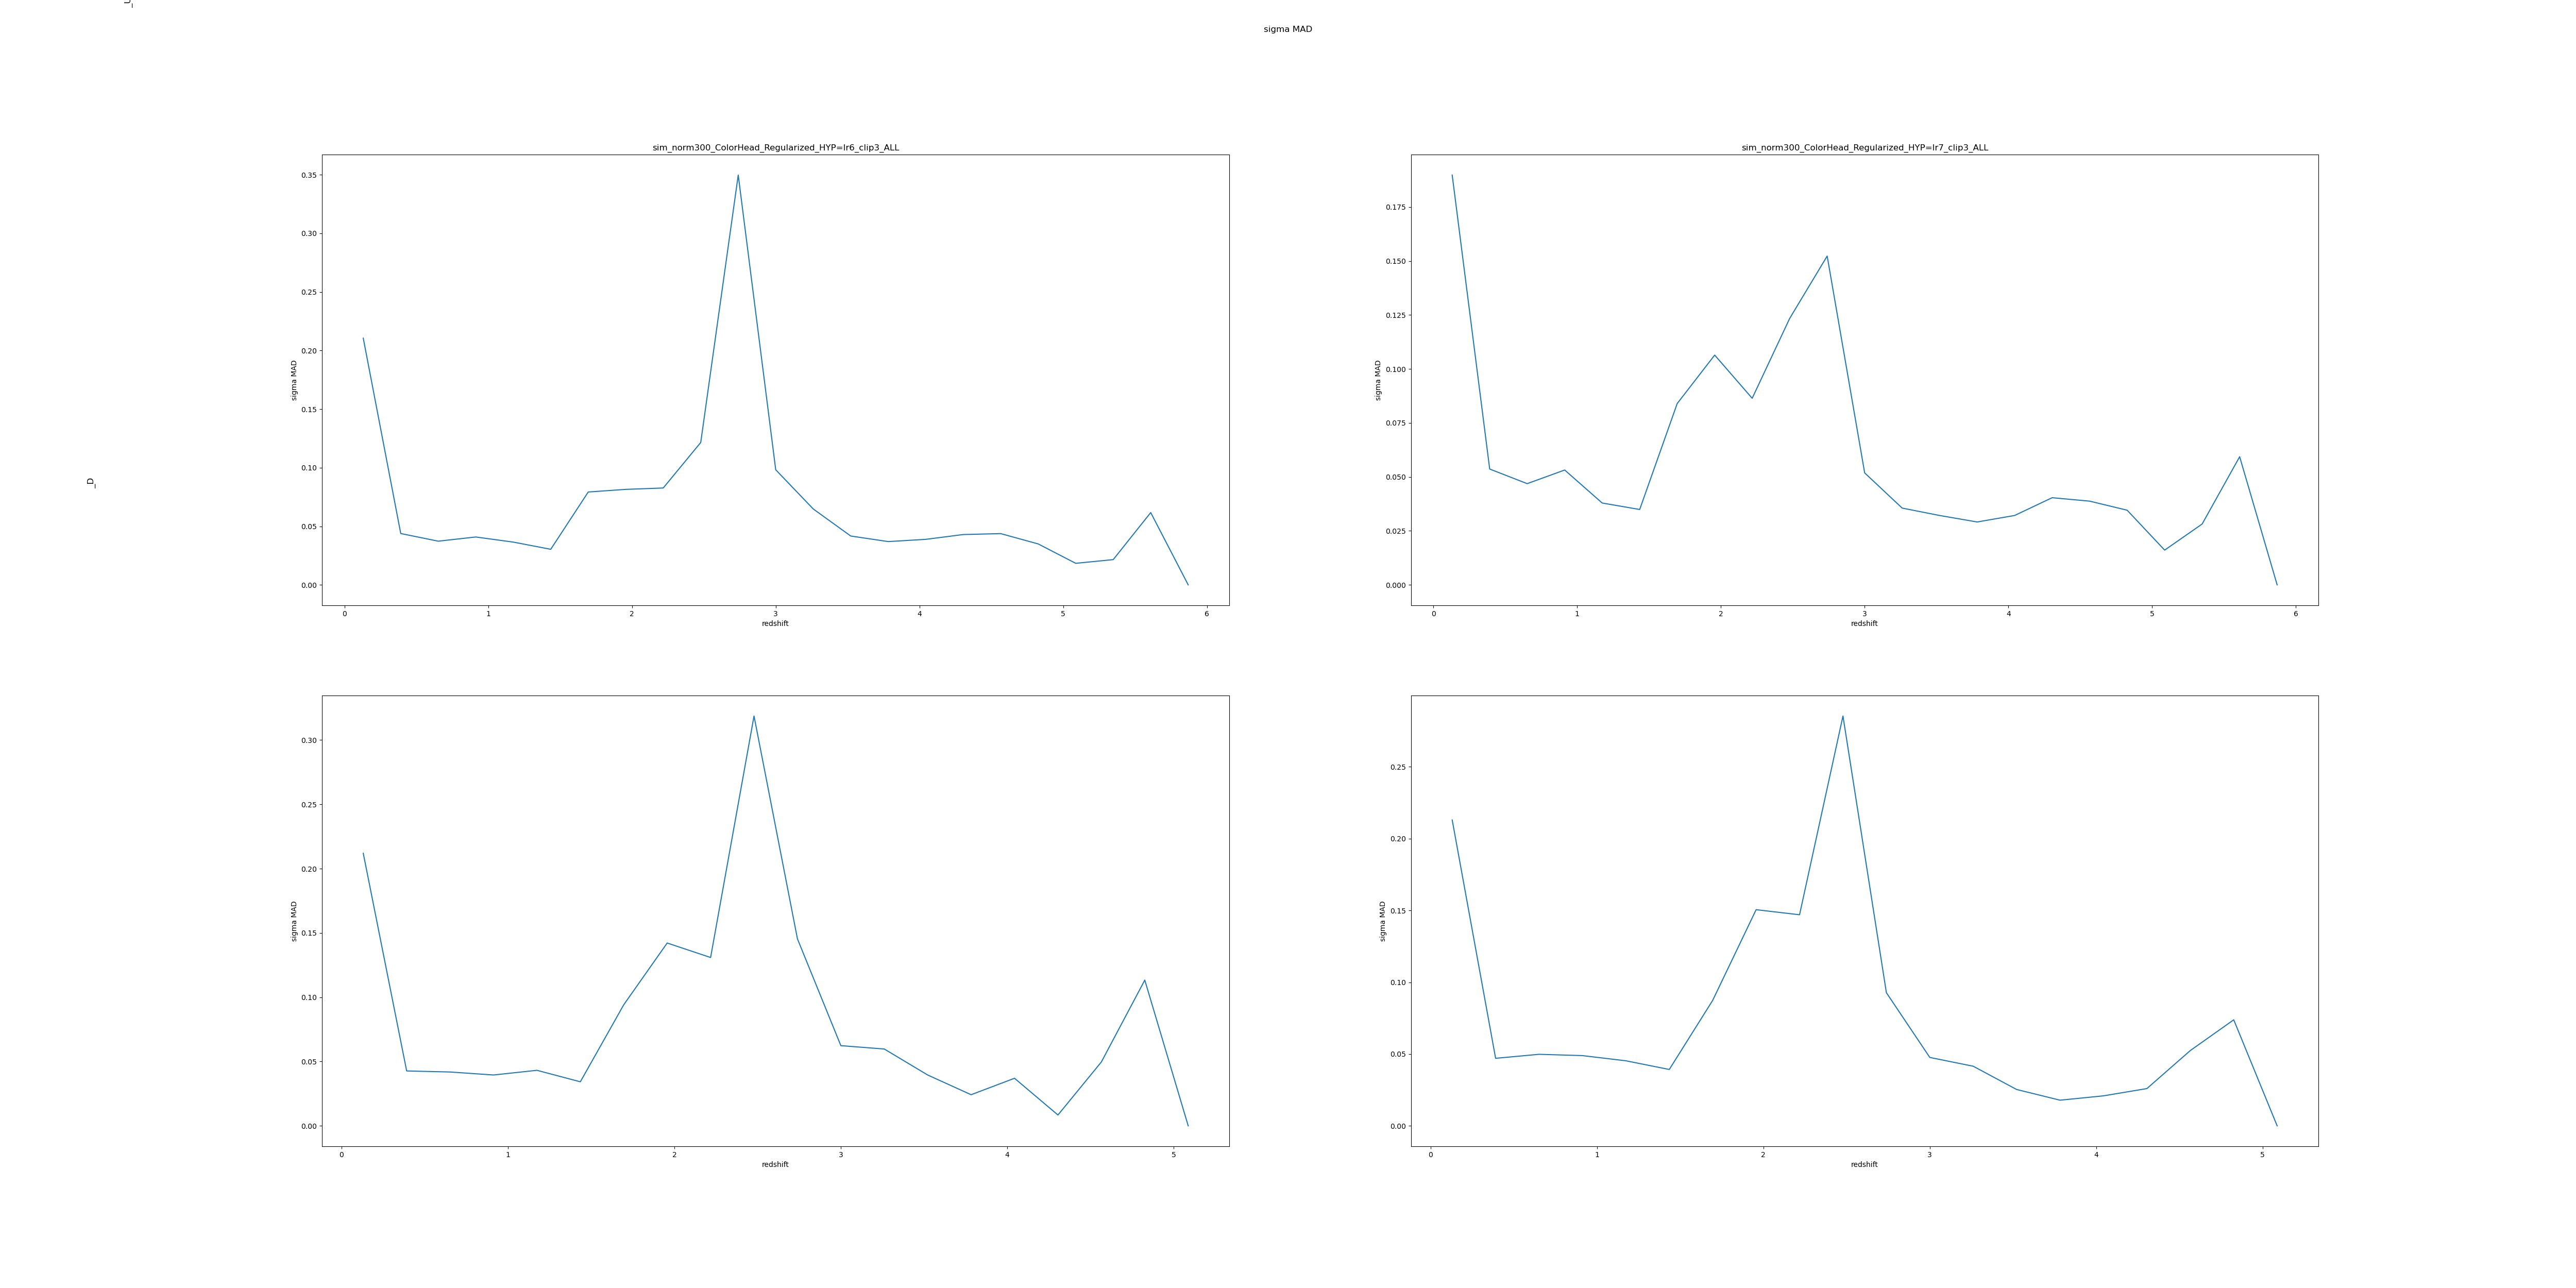 sigma MAD
sim_norm300_ColorHead_Regularized_HYP=lr6_clip3_ALL
0.35
0.30
0.25
0.20
0.15
0.10
0.05
0.00
sigma MAD
0 1 2 3 4 5 6
redshift
sim_norm300_ColorHead_Regularized_HYP=lr7_clip3_ALL
0.175
0.150
0.125
0.100
0.075
0.050
0.025
0.000
sigma MAD
0 1 2 3 4 5 6
redshift
_D
0.30
0.25
0.20
0.15
0.10
0.05
0.00
sigma MAD
0 1 2 3 4 5
redshift
0.25
0.20
0.15
0.10
0.05
0.00
sigma MAD
0 1 2 3 4 5
redshift